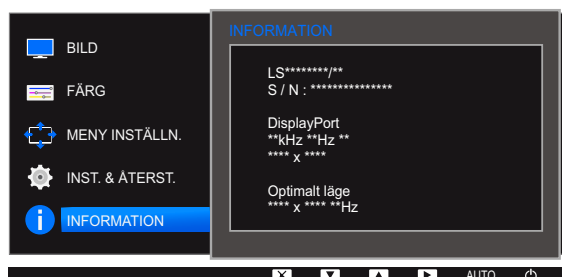 BILD
FÄRG
MENY INSTÄLLN.
INST. & ÅTERST.
INFORMATION
INFORMATION
LS********/**
S / N : ***************
DisplayPort
**kHz **Hz **
**** x ****
Optimalt läge
**** x **** **Hz
AUTO